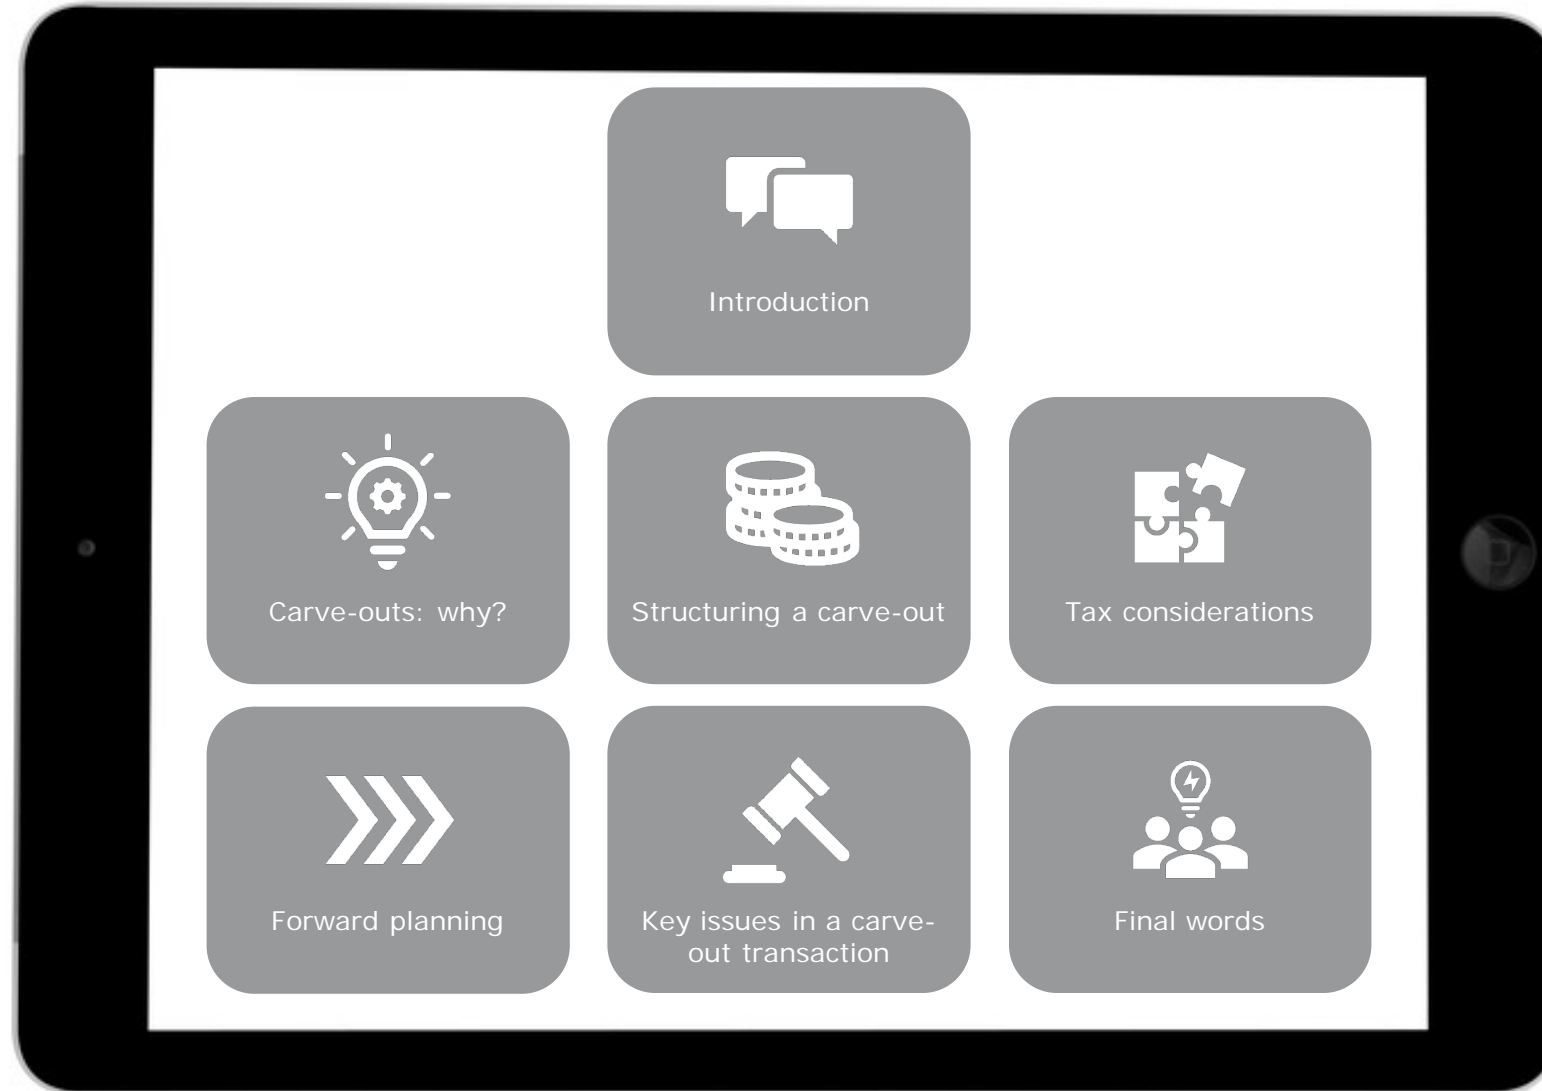 Introduction
Carve-outs: why?
Structuring a carve-out
Tax considerations
Forward planning
Key issues in a carve-
out transaction
Final words